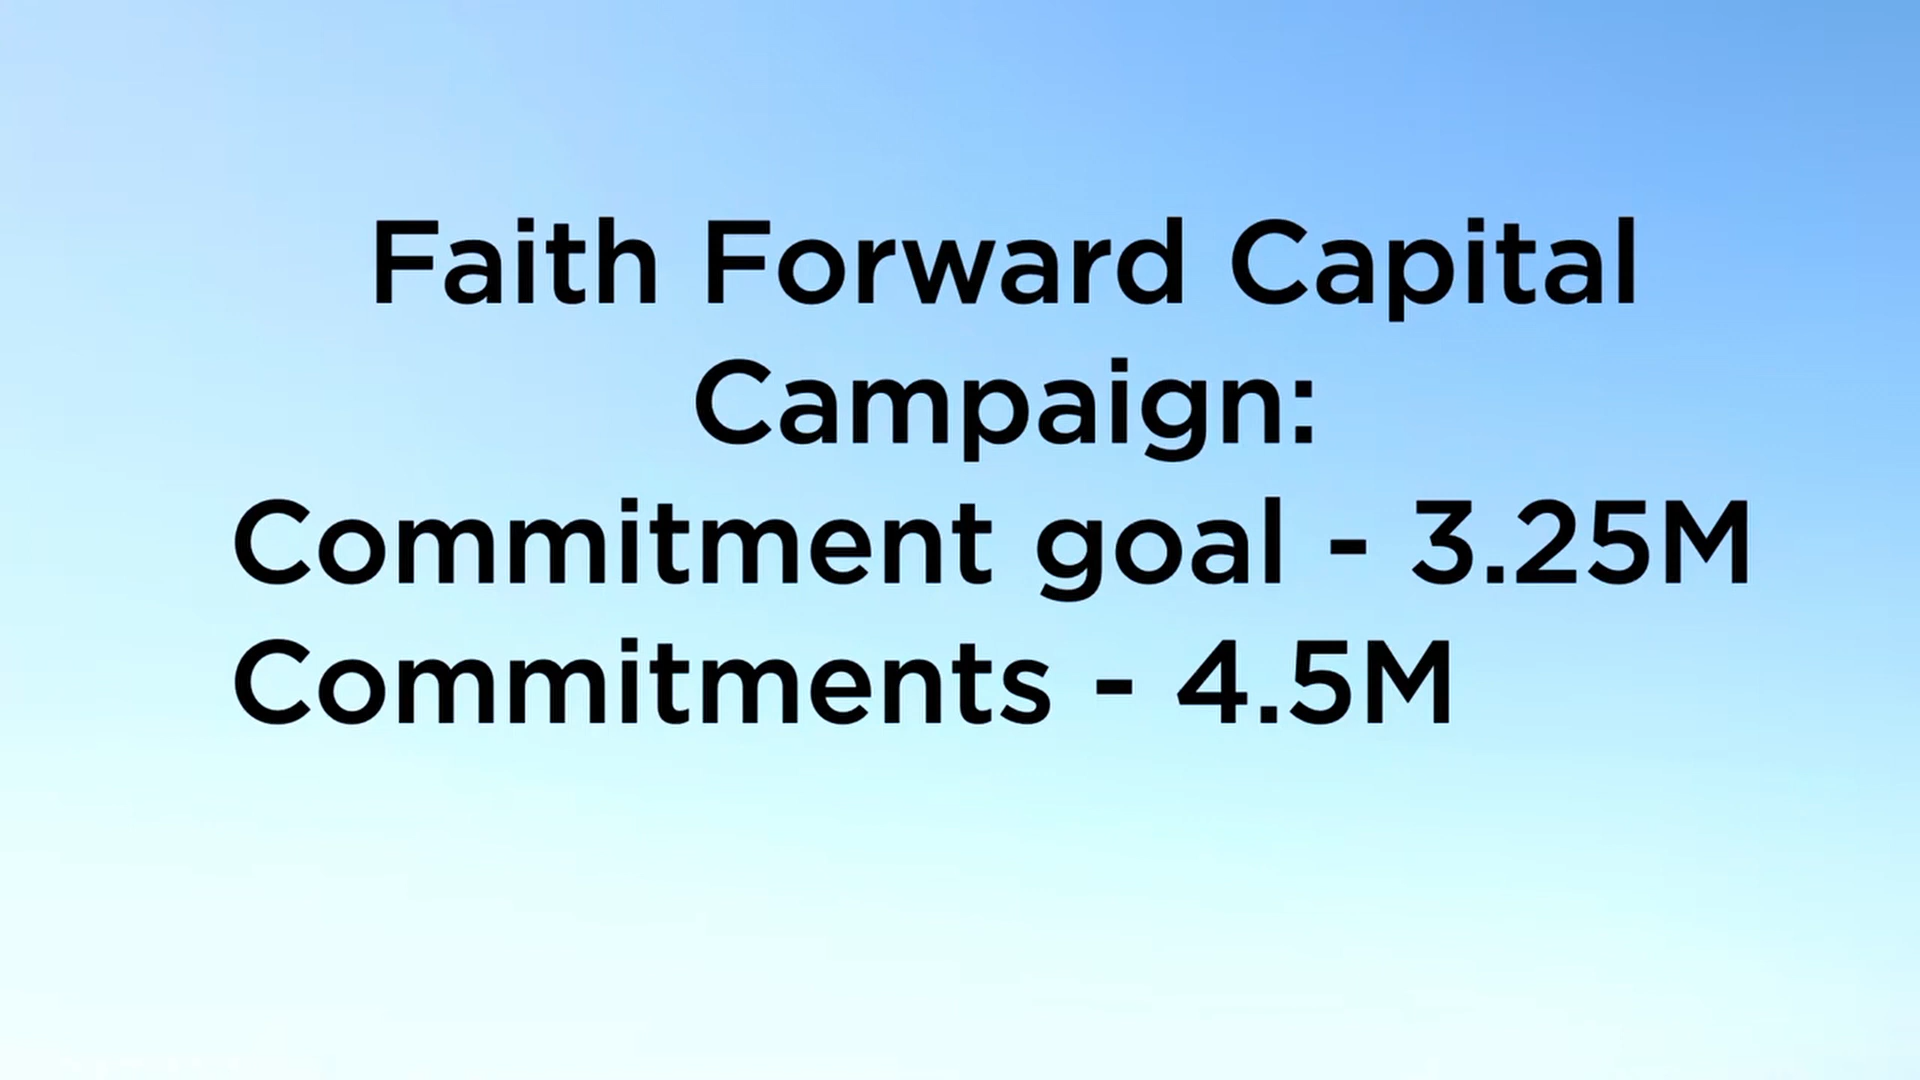 Faith Forward Capital
Campaign:
Commitment goal - 3.25M
Commitments - 4.5M